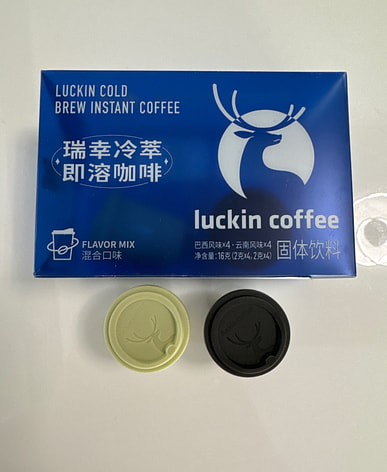 LUCKIN COLD
BREW INSTANT COFFEE
瑞幸冷萃
即溶咖啡
luckin coffee
FLAVOR MIX
混合口味
巴西风味×4·云南风味×4
净含量:16克(2克×4,2克×4)
固体饮料